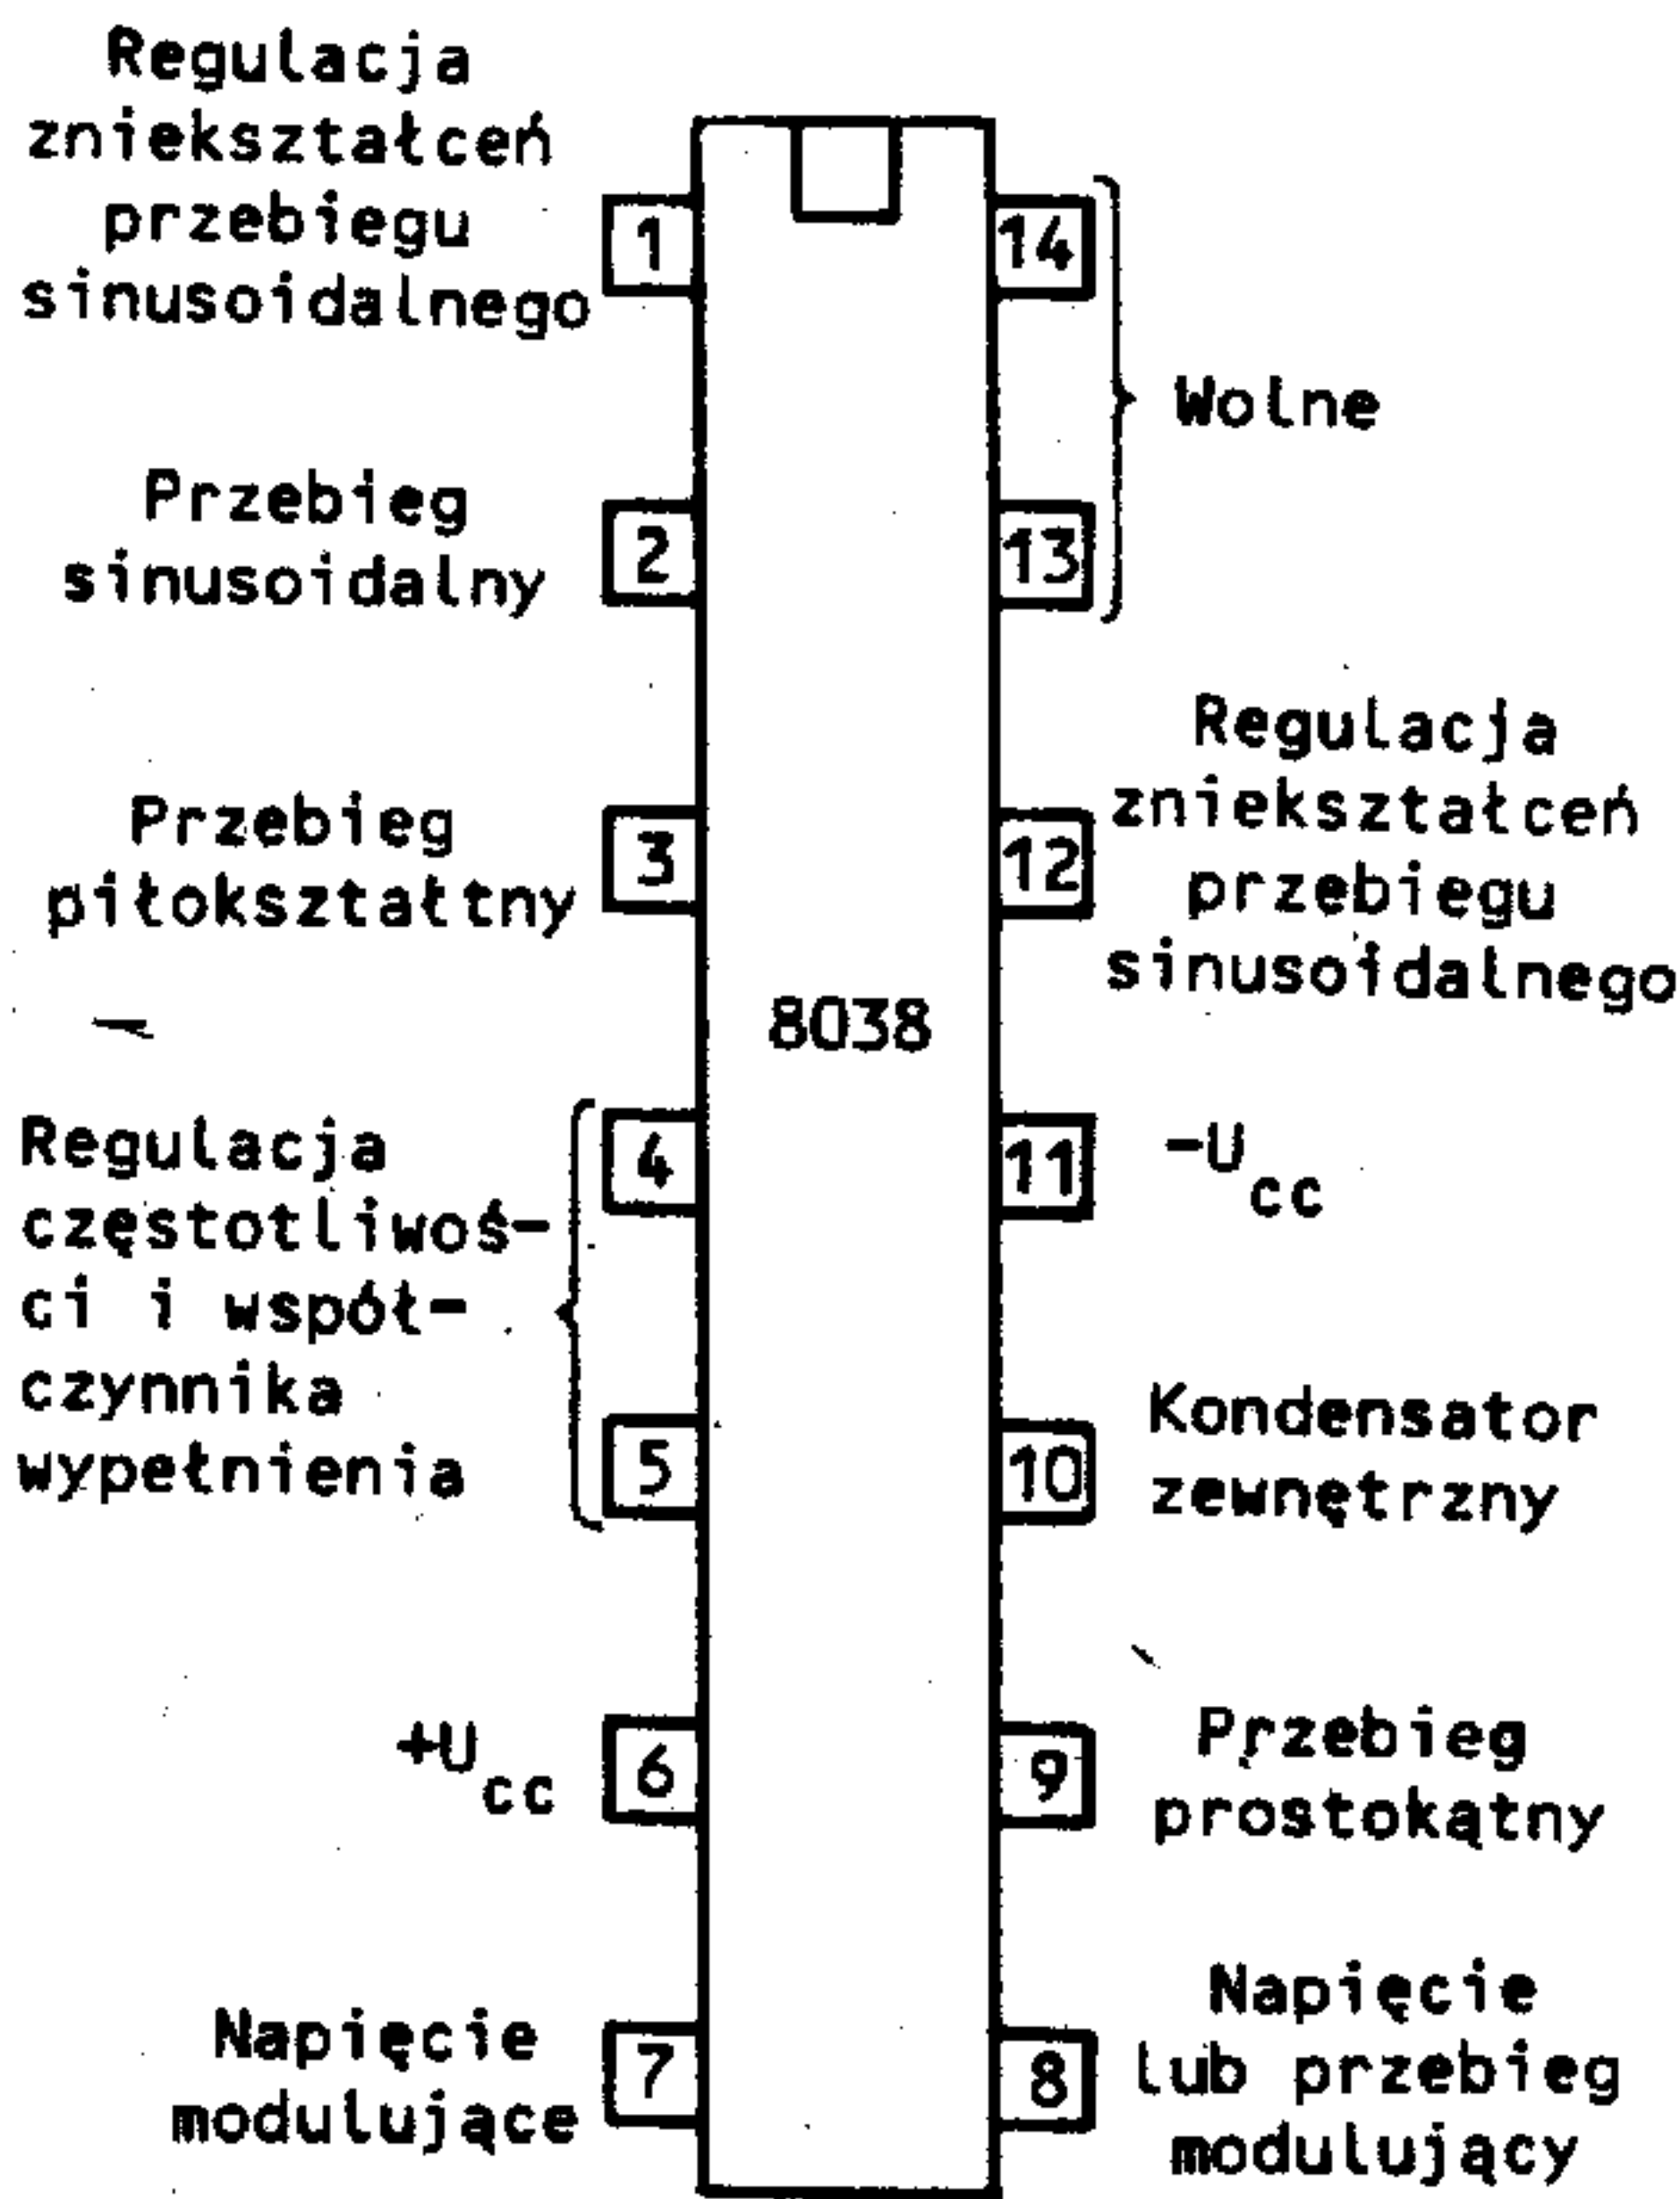 Regulacja
zniekształceń
przebiegu
sinusoidalnego
1
Przebieg
sinusoidalny
2
Przebieg
piłokształtny
3
Regulacja
częstotliwoś-
ci i współ-
czynnika
wypełnienia
4
5
+U
cc
6
Napięcie
modulujące
7
8038
14
13
Wolne
12
Regulacja
zniekształceń
przebiegu
sinusoidalnego
11
-U
cc
10
Kondensator
zewnętrzny
9
Przebieg
prostokątny
8
Napięcie
lub przebieg
modulujący